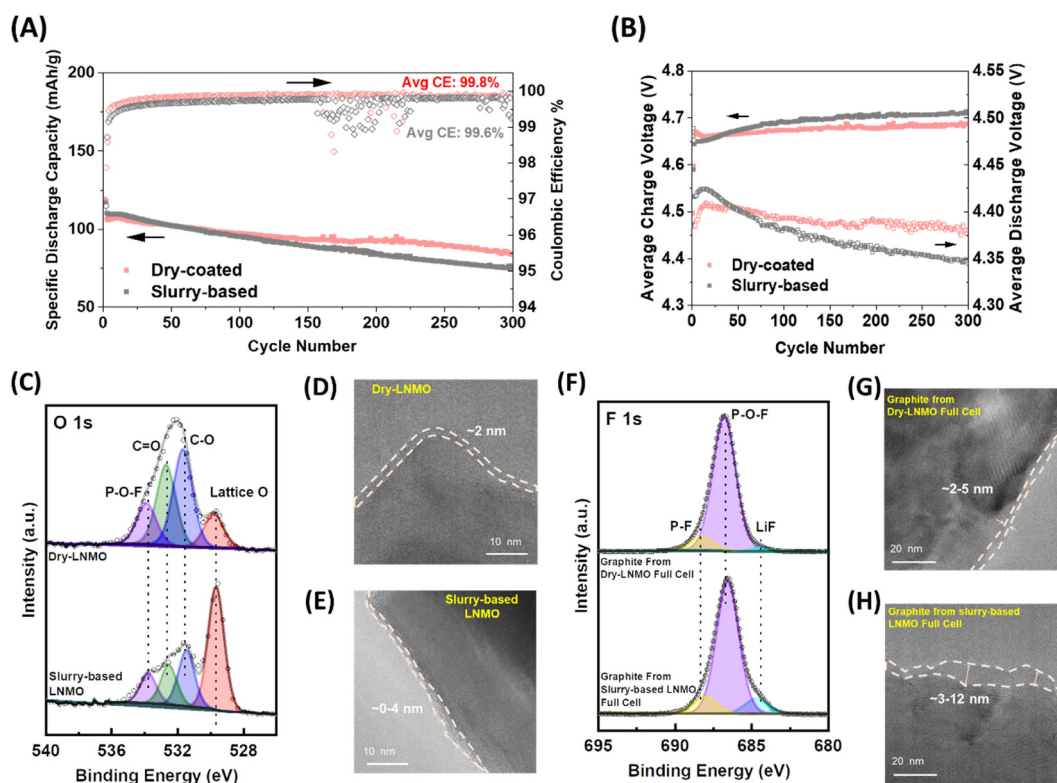 (A)
Specific Discharge Capacity (mAh/g)
200
150
100
50
Avg CE: 99.8%
Avg CE: 99.6%
Dry-coated
Slurry-based
100
99
98
97
96
95
94
Coulombic Efficiency %
0 50 100 150 200 250 300
Cycle Number
(B)
Average Charge Voltage (V)
4.8
4.7
4.6
4.5
4.4
4.3
Dry-coated
Slurry-based
4.55
4.50
4.45
4.40
4.35
4.30
Average Discharge Voltage (V)
0 50 100 150 200 250 300
Cycle Number
(C)
Intensity (a.u.)
O 1s
C=O
C-O
P-O-F
Lattice O
Dry-LNMO
Slurry-based
LNMO
540 537 534 531 528
Binding Energy (eV)
(D)
Dry-LNMO
~2 nm
10 nm
(E)
Slurry-based
LNMO
~0-4 nm
10 nm
(F)
Intensity (a.u.)
F 1s
P-O-F
P-F
LiF
Graphite From
Dry-LNMO Full Cell
Graphite From
Slurry-based LNMO
Full Cell
695 690 685 680
Binding Energy (eV)
(G)
Graphite from
Dry-LNMO Full Cell
~2-5 nm
20 nm
(H)
Graphite from slurry-based
LNMO Full Cell
~3-12 nm
20 nm